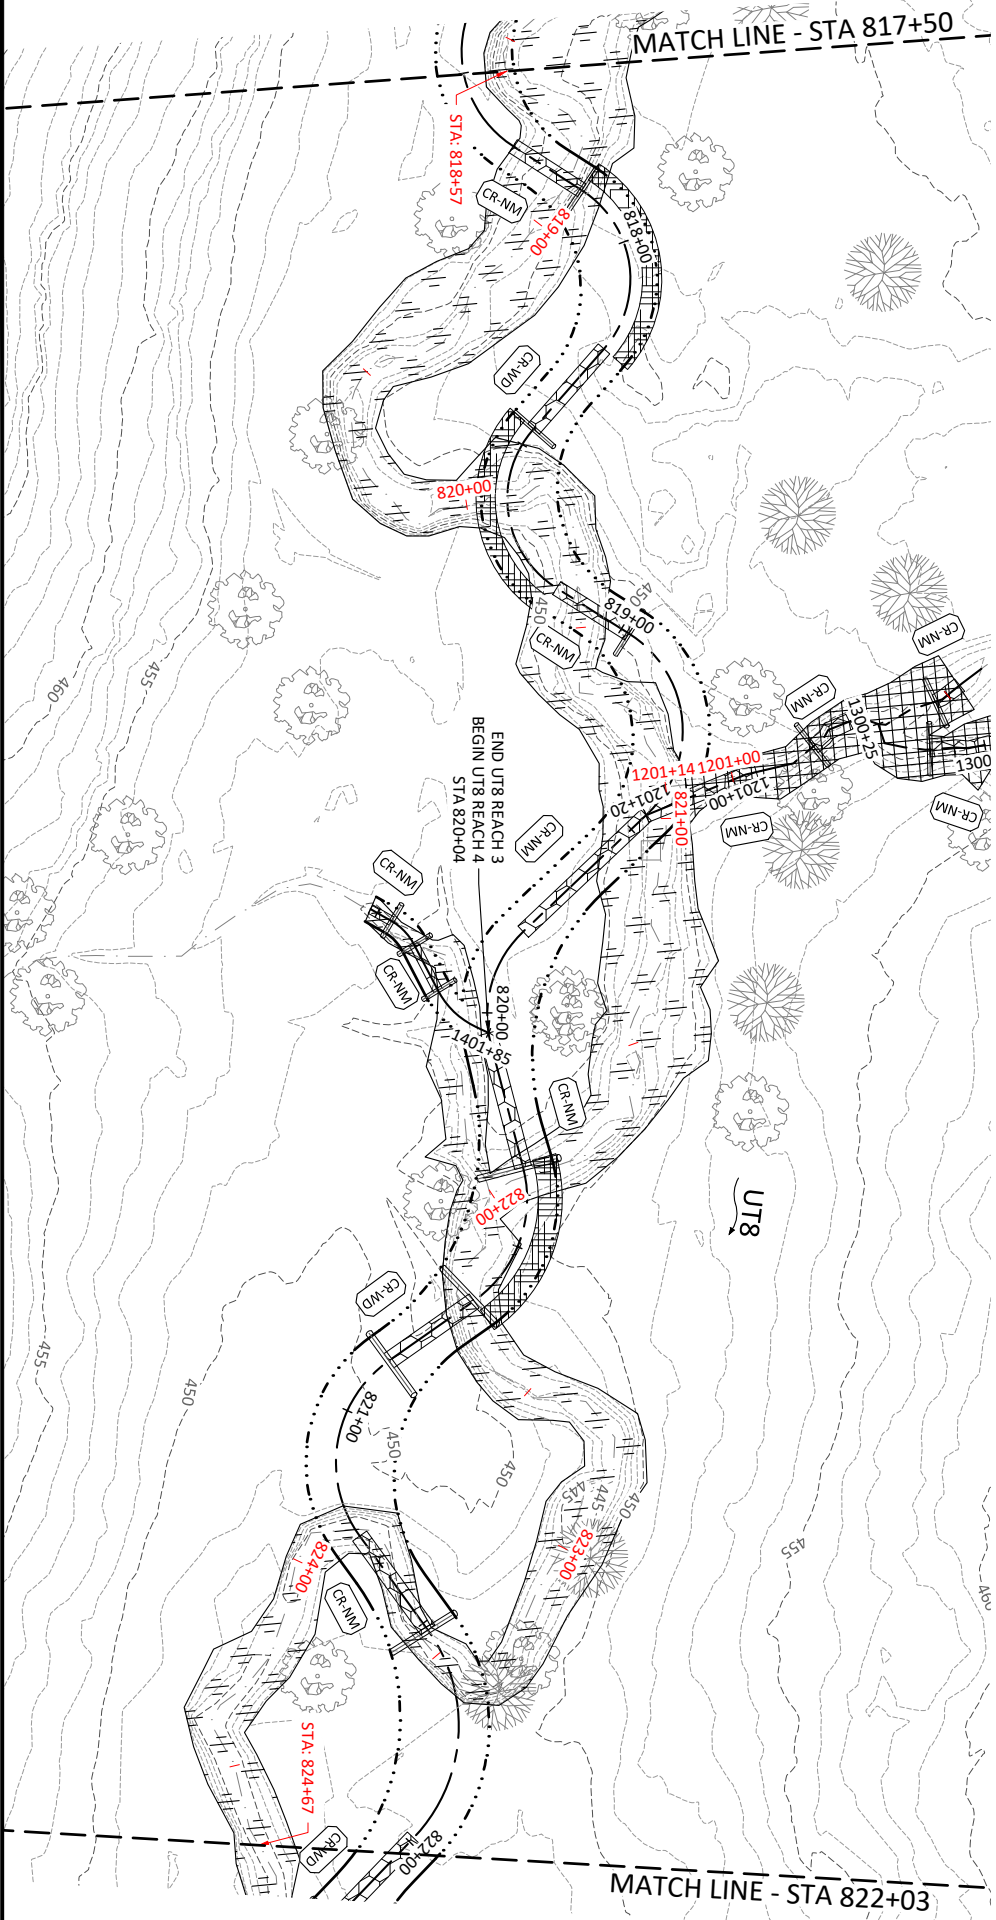 MATCH LINE - STA 817+50
STA: 818+57
CR-NM
819+00
818+00
CR-WD
820+00
450
450
819+00
CR-NM
CR-NM
CR-NM
1300+25
1300
455
460
1201+14
1201+00
1201+20
1201+00
821+00
CR-NM
CR-NM
CR-NM
END UT8 REACH 3
BEGIN UT8 REACH 4
STA 820+04
CR-NM
CR-NM
820+00
1401+85
CR-NM
822+00
UT8
CR-WD
455
450
821+00
450
450
445
445
450
823+00
455
460
824+00
CR-NM
STA: 824+67
CR-WD
822+00
MATCH LINE - STA 822+03